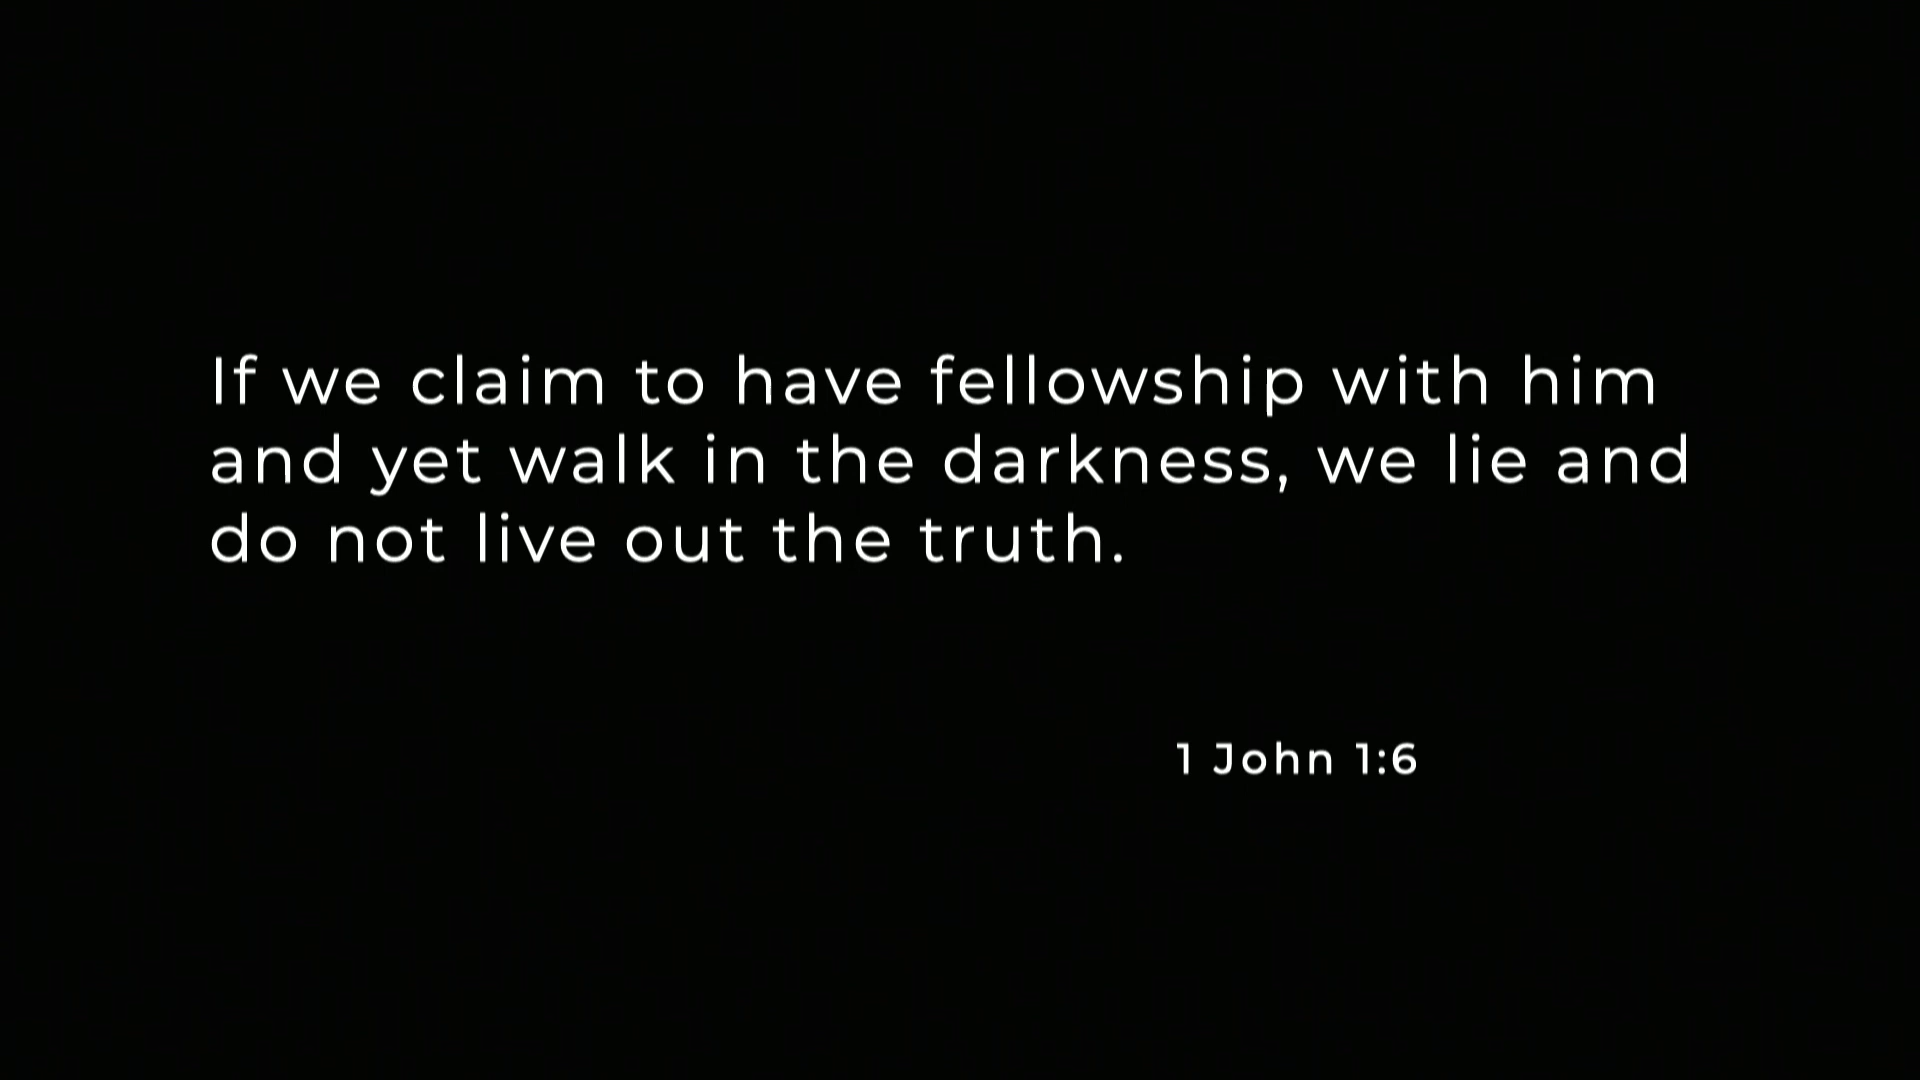 If we claim to have fellowship with him
and yet walk in the darkness, we lie and
do not live out the truth.
1 John 1:6